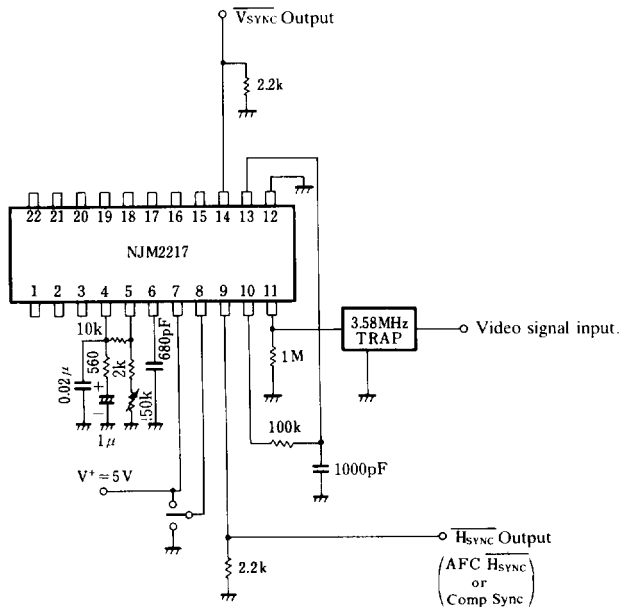 VSYNC Output
2.2k
22 21 20 19 18 17 16 15 14 13 12
NJM2217
1 2 3 4 5 6 7 8 9 10 11
10k
0.02μ
560
+
−
1μ
2k
50k
680pF
1M
3.58MHz
TRAP
Video signal input.
100k
1000pF
V+=5V
2.2k
HSYNC Output
(AFC HSYNC
or
Comp Sync)